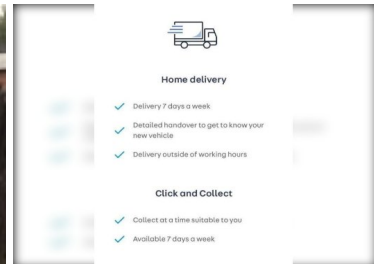 Home delivery
Delivery 7 days a week
Detailed handover to get to know your
new vehicle
Delivery outside of working hours
Click and Collect
Collect at a time suitable to you
Available 7 days a week